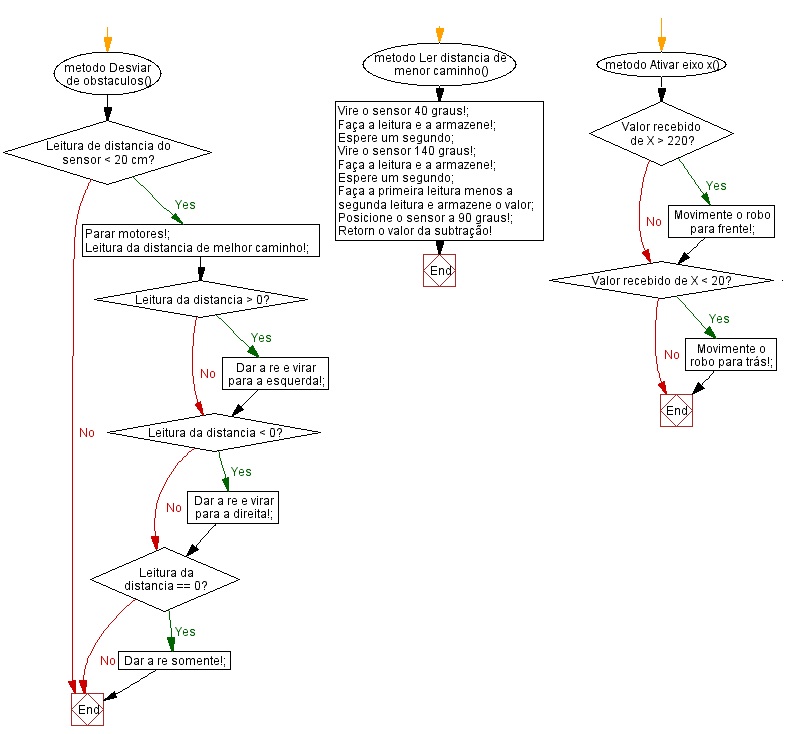 metodo Desviar
de obstaculos()
Leitura de distancia do
sensor < 20 cm?
Yes
Parar motores!;
Leitura da distancia de melhor caminho!;
Leitura da distancia > 0?
Yes
No
Dar a re e virar
para a esquerda!;
No
Leitura da distancia < 0?
Yes
No
Dar a re e virar
para a direita!;
Leitura da
distancia == 0?
Yes
No
Dar a re somente!;
End
metodo Ler distancia de
menor caminho()
Vire o sensor 40 graus!;
Faça a leitura e a armazene!;
Espere um segundo;
Vire o sensor 140 graus!;
Faça a leitura e a armazene!;
Espere um segundo;
Faça a primeira leitura menos a
segunda leitura e armazene o valor;
Posicione o sensor a 90 graus!;
Retorn o valor da subtração!
End
metodo Ativar eixo x()
Valor recebido
de X > 220?
Yes
No
Movimente o robo
para frente!;
Valor recebido de X < 20?
Yes
No
Movimente o
robo para trás!;
End